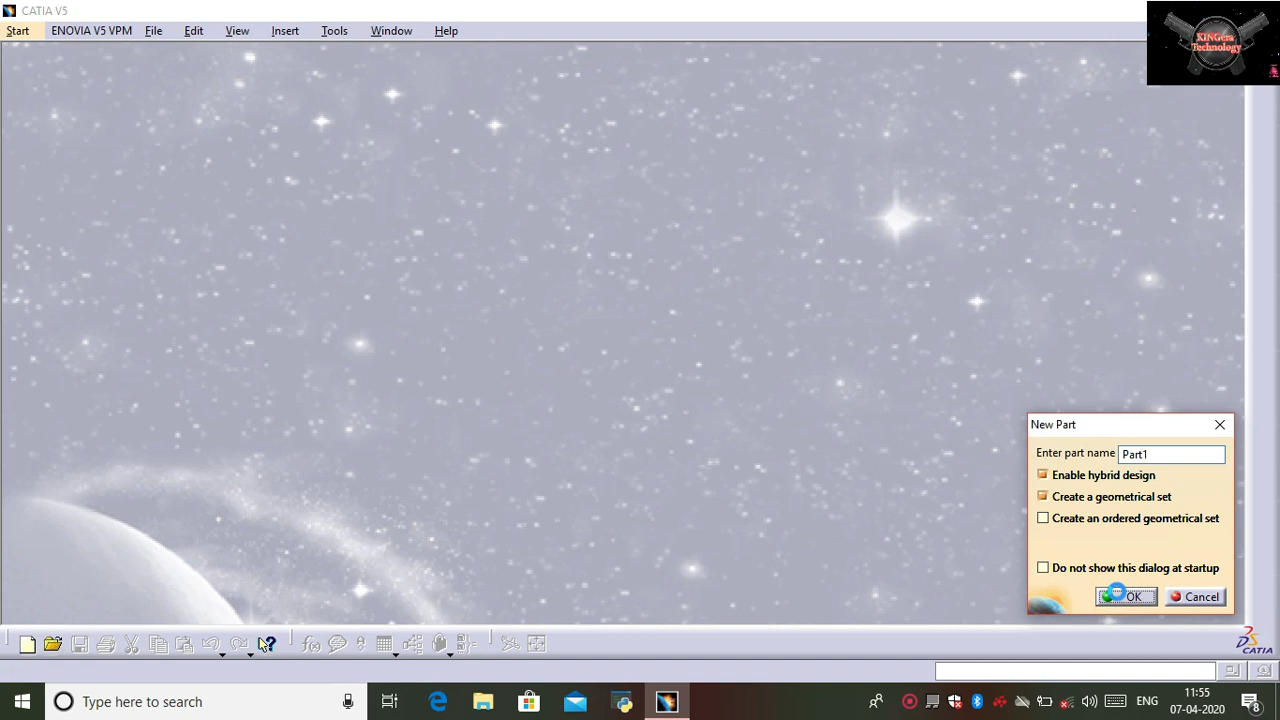 CATIA V5
Start ENOVIA V5 VPM File Edit View Insert Tools Window Help
KINGera
Technology
New Part
Enter part name Part1
Enable hybrid design
Create a geometrical set
Create an ordered geometrical set
Do not show this dialog at startup
OK Cancel
CATIA
Type here to search
ENG
11:55
07-04-2020
8